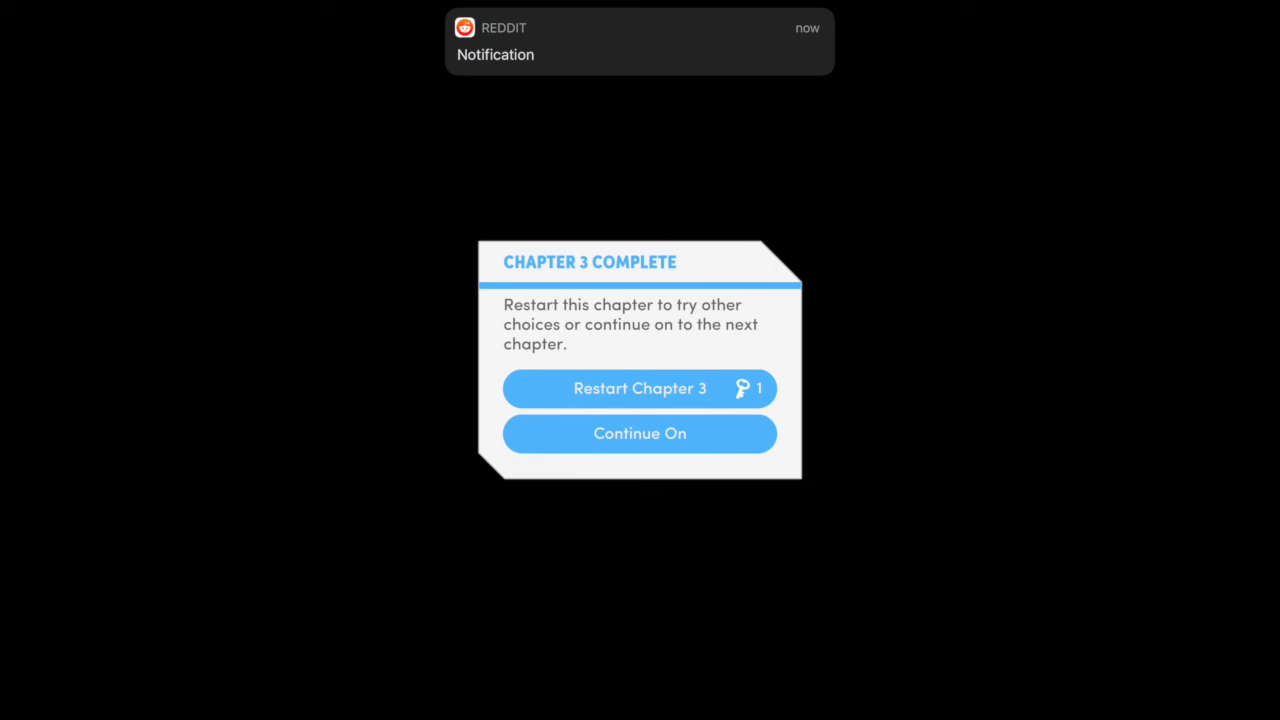 REDDIT now
Notification
CHAPTER 3 COMPLETE
Restart this chapter to try other
choices or continue on to the next
chapter.
Restart Chapter 3 1
Continue On